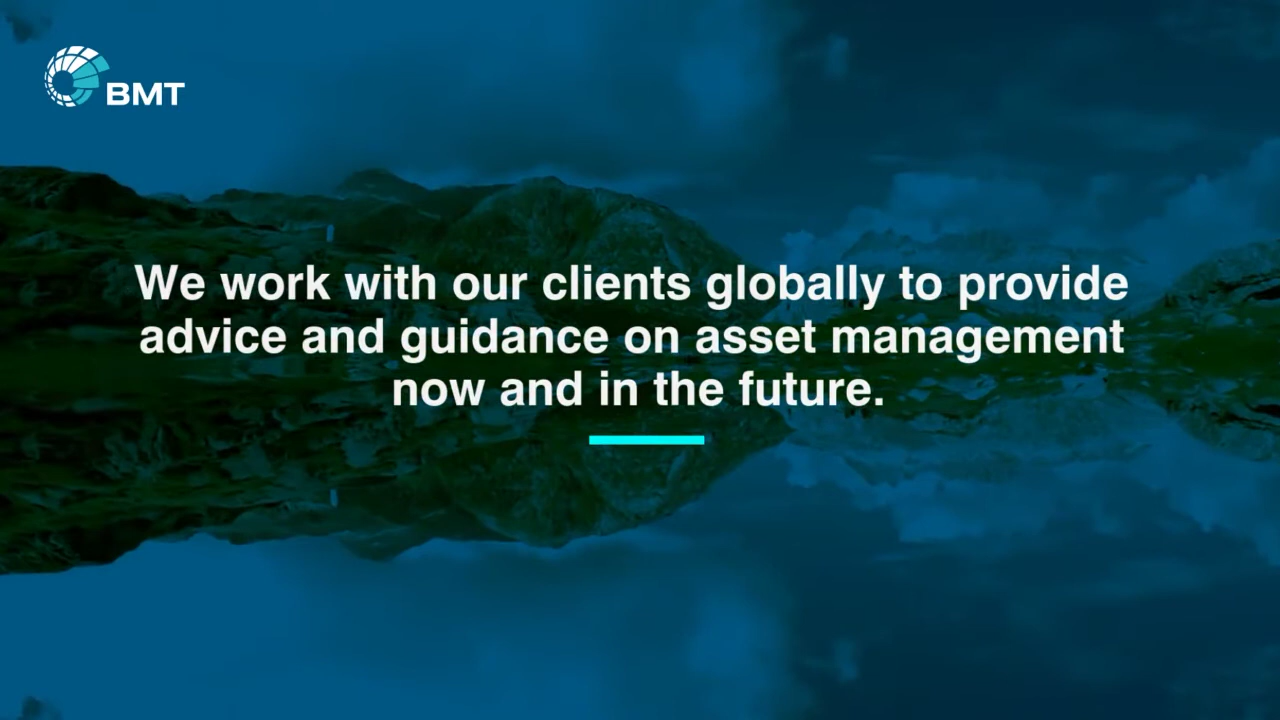 BMT
We work with our clients globally to provide
advice and guidance on asset management
now and in the future.